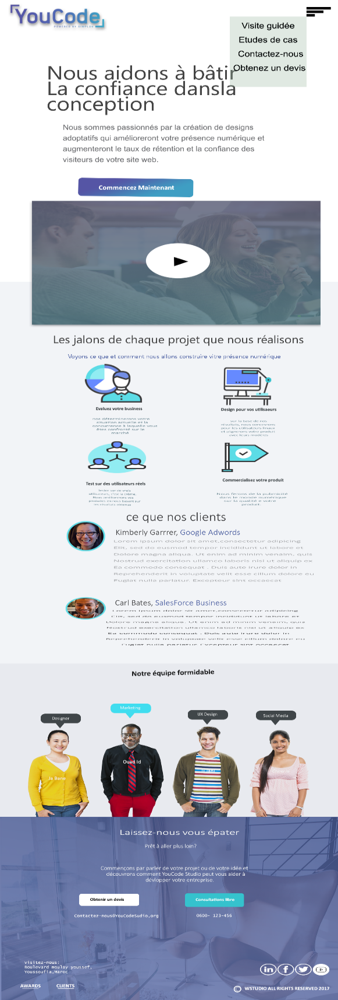 YouCode
POWERED BY SIMPLON
Visite guidée
Etudes de cas
Contactez-nous
Obtenez un devis
Nous aidons à bâtir
La confiance dansla
conception
Nous sommes passionnés par la création de designs
adoptatifs qui amélioreront votre présence numérique et
augmenteront le taux de rétention et la confiance des
visiteurs de votre site web.
Commencez Maintenant
Les jalons de chaque projet que nous réalisons
Voyons ce que et comment nous allons construire vitre présence numérique
Evaluez votre business
nos déterminerons votre
situation actuelle et la
concurrence à laquelle vous
êtes confronté sur le
marché
Design pour vos utilisaeurs
sur la base de nos
résultats, nous concevrons
pour les utilisateurs finaux
et alignerons votre produit
avec leurs modèles
Test sur des utilisateurs réels
Tester sur de vrais
utilisateurs, c'est la crème.
Nous améliorerons vos
produites en nous basent sur
les résultats obtenus
Commercialisez votre produit
Nous ferons de la publicité
dans le monde numérique
sur la qualité e votre
produit.
ce que nos clients
Kimberly Garrrer, Google Adwords
Lorem ipsum dolor sit amet,consectetur adipicing
Elit, sed do eusmod tempor incididunt ut labore et
Dolore magna aliqua. Ut enim ad minim veniam, quis
Nostrud exercitation ullamco laboris nisi ut aliquip ex
Ea commodo consequat . Duis aute irure dolor in
Reprehenderit in voluptate velit esse cillum dolore eu
Fugiat nulla pariatur. Excepteur sint occaecat
Carl Bates, SalesForce Business
Lorem ipsum dolor sit amet,consectetur adipicing
Elit, sed do eusmod tempor incididunt ut labore et
Dolore magna aliqua. Ut enim ad minim veniam, quis
Nostrud exercitation ullamco laboris nisi ut aliquip ex
Ea commodo consequat . Duis aute irure dolor in
Reprehenderit in voluptate velit esse cillum dolore eu
Fugiat nulla pariatur. Excepteur sint occaecat
Notre équipe formidable
Designer
Marketing
UX Design
Social Media
Ja Bane
Ouad Id
Laissez-nous vous épater
Prêt à aller plus loin?
Commençons par parler de votre projet ou de votre idée et
découvrons comment YouCode Studio peut vous aider à
dévlopper votre entreprise.
Obtenir un devis
Consultations libre
Contactez-nous@YouCodeSudio,org
0600- 123-456
visitez-nous:
Boulevard moulay youssef,
Youssoufia,Maroc
AWARDS
CLIENTS
© WSTUDIO ALL RIGHTS RESERVED 2017